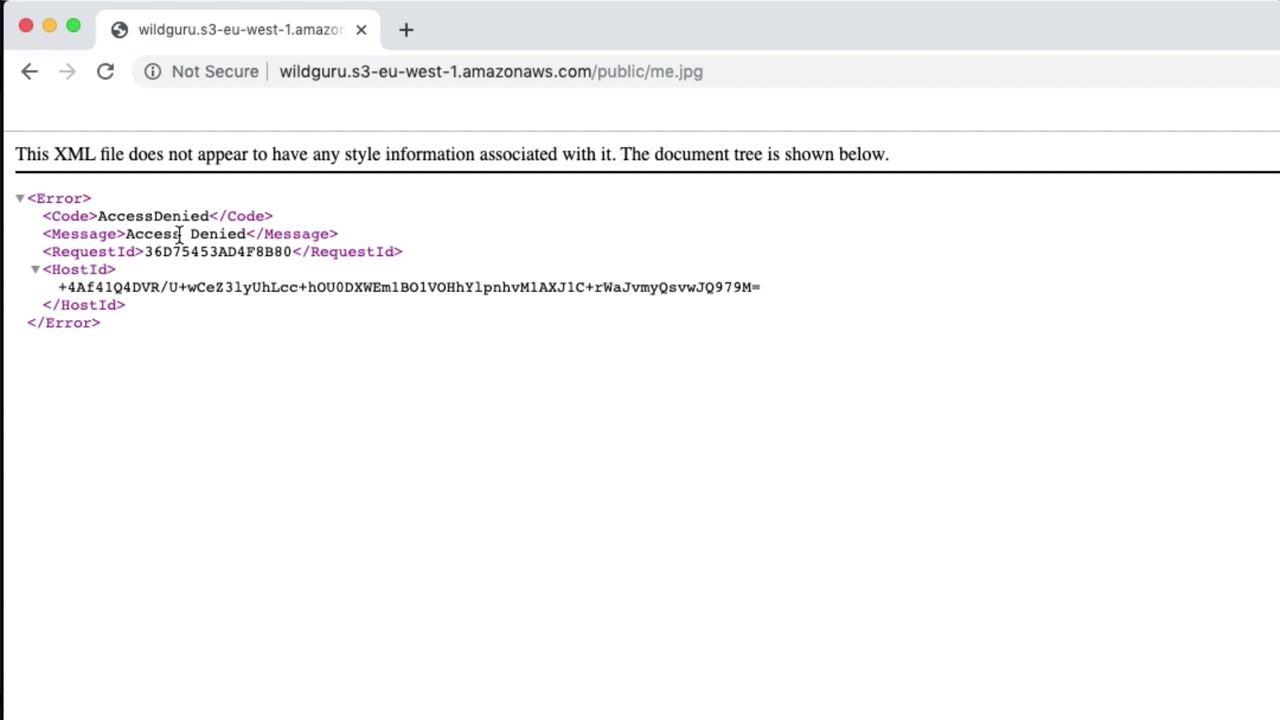 wildguru.s3-eu-west-1.amazon
Not Secure wildguru.s3-eu-west-1.amazonaws.com/public/me.jpg
This XML file does not appear to have any style information associated with it. The document tree is shown below.
<Error>
<Code>AccessDenied</Code>
<Message>Access Denied</Message>
<RequestId>36D75453AD4F8B80</RequestId>
<HostId>
+4Af41Q4DVR/U+wCeZ3lyUhLcc+hOU0DXWEm1BO1VOHhYlpnhvM1AXJ1C+rWaJvmyQsvwJQ979M=
</HostId>
</Error>